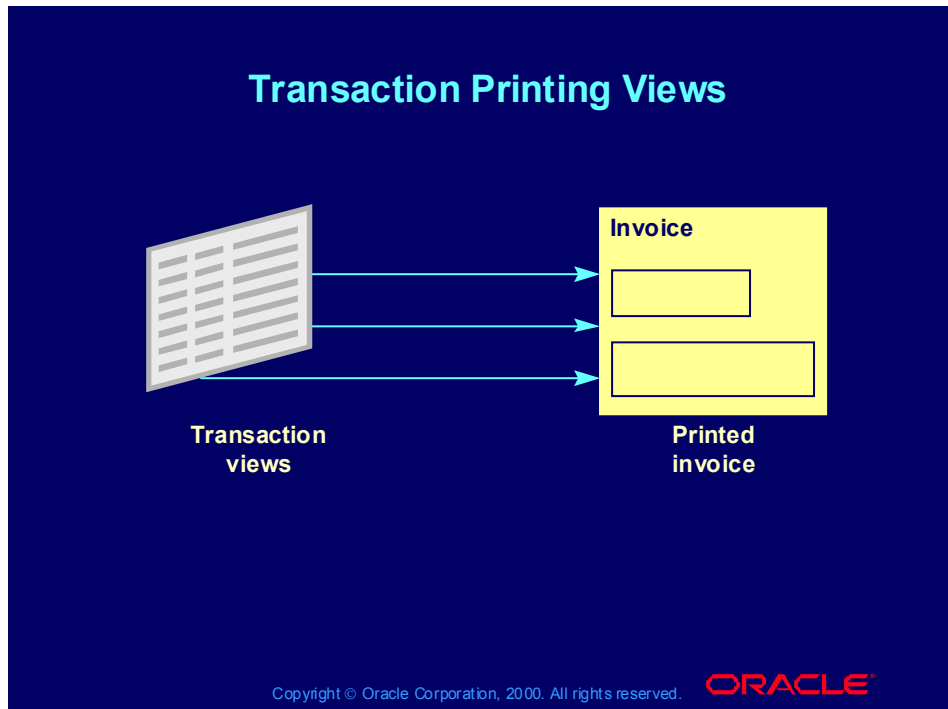 Transaction Printing Views
Invoice
Transaction
views
Printed
invoice
Copyright © Oracle Corporation, 2000. All rights reserved.
ORACLE®